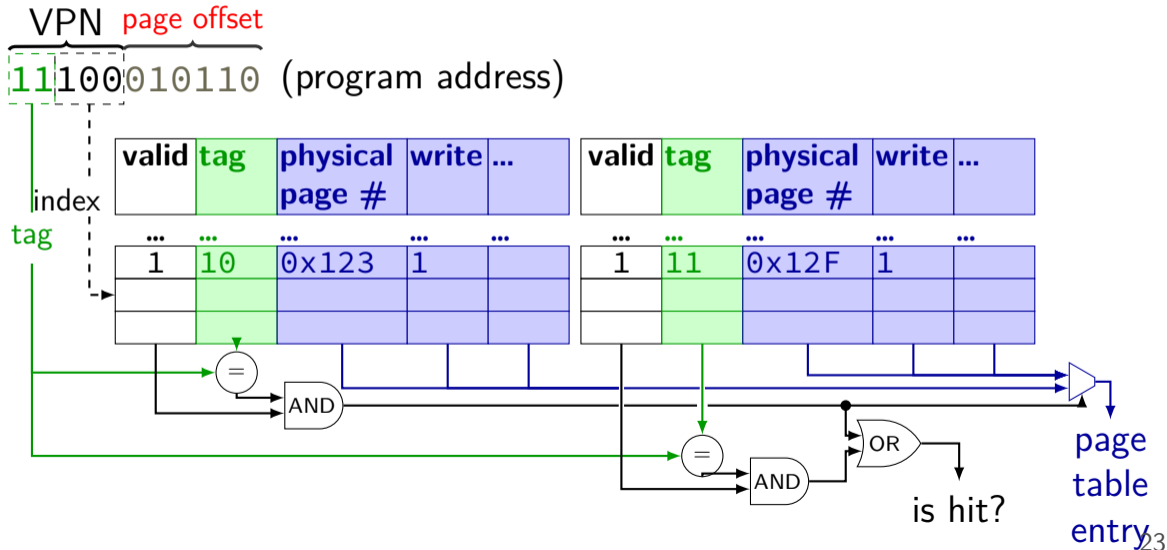 VPN page offset
11100010110 (program address)
valid tag physical page # write ... valid tag physical page # write ...
index
tag
... ... ... ... ... ... ... ... ... ...
1 10 0x123 1 1 11 0x12F 1
=
AND
=
AND
OR
is hit?
page
table
entry
23